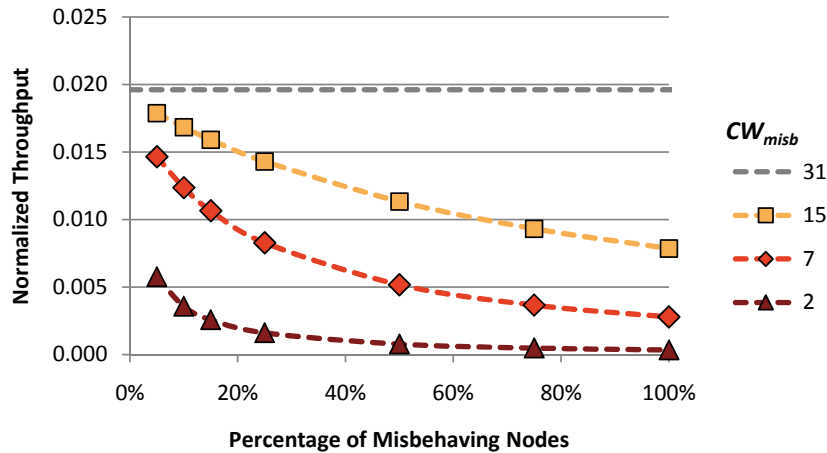 0.025
0.020
0.015
0.010
0.005
0.000
Normalized Throughput
0% 20% 40% 60% 80% 100%
Percentage of Misbehaving Nodes
CW_misb
31
15
7
2